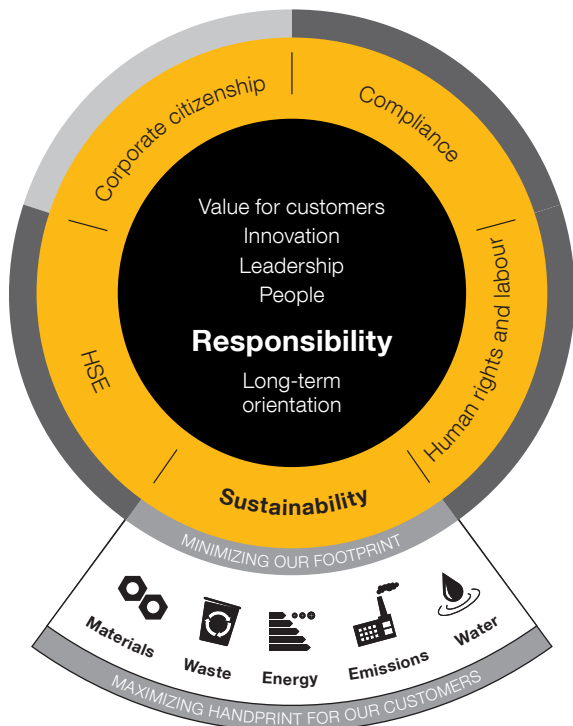 Corporate citizenship
Compliance
Value for customers
Innovation
Leadership
People
Responsibility
Long-term
orientation
HSE
Human rights and labour
Sustainability
MINIMIZING OUR FOOTPRINT
Materials
Waste
Energy
Emissions
Water
MAXIMIZING HANDPRINT FOR OUR CUSTOMERS